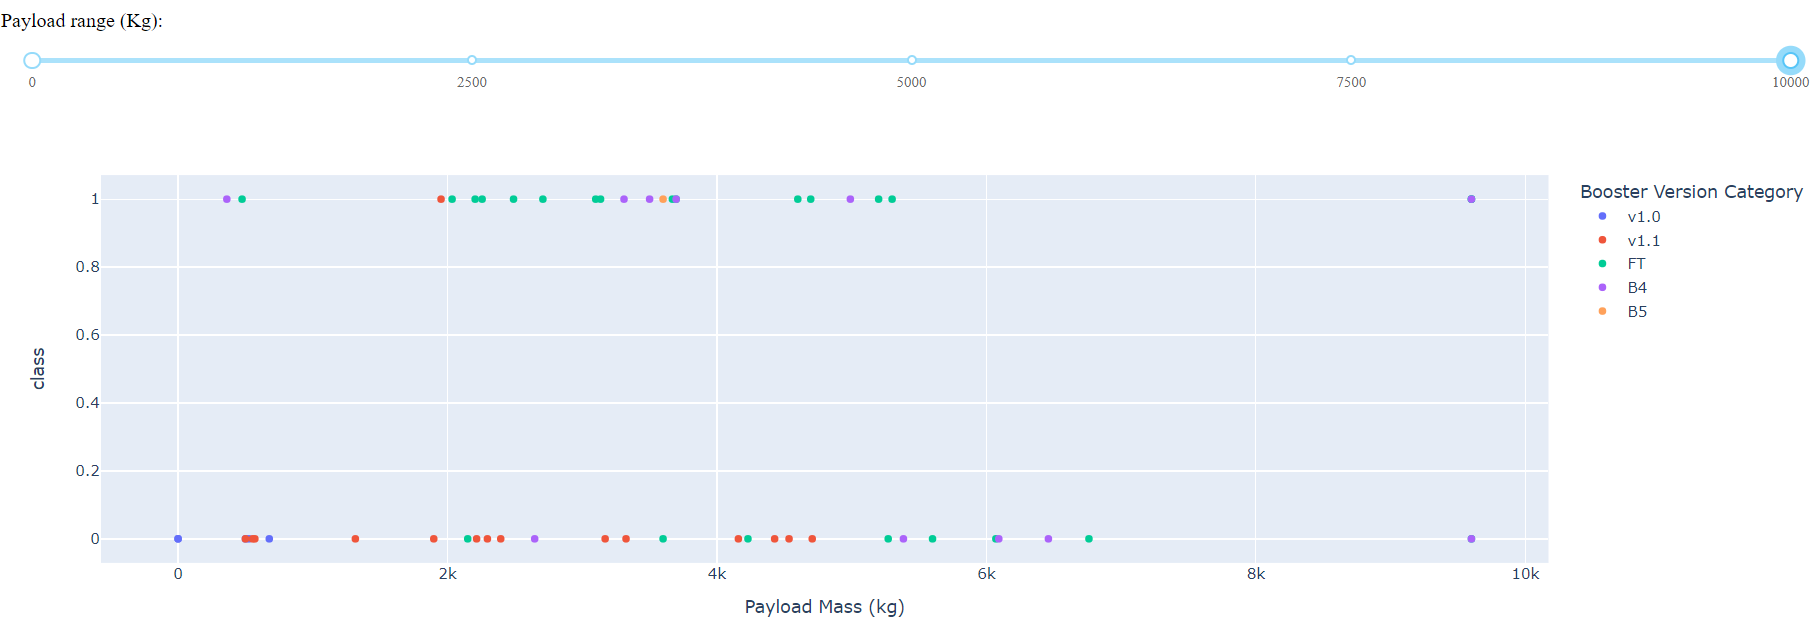 Payload range (Kg):
0 2500 5000 7500 10000
Booster Version Category
v1.0
v1.1
FT
B4
B5
class
1
0.8
0.6
0.4
0.2
0
0 2k 4k 6k 8k 10k
Payload Mass (kg)